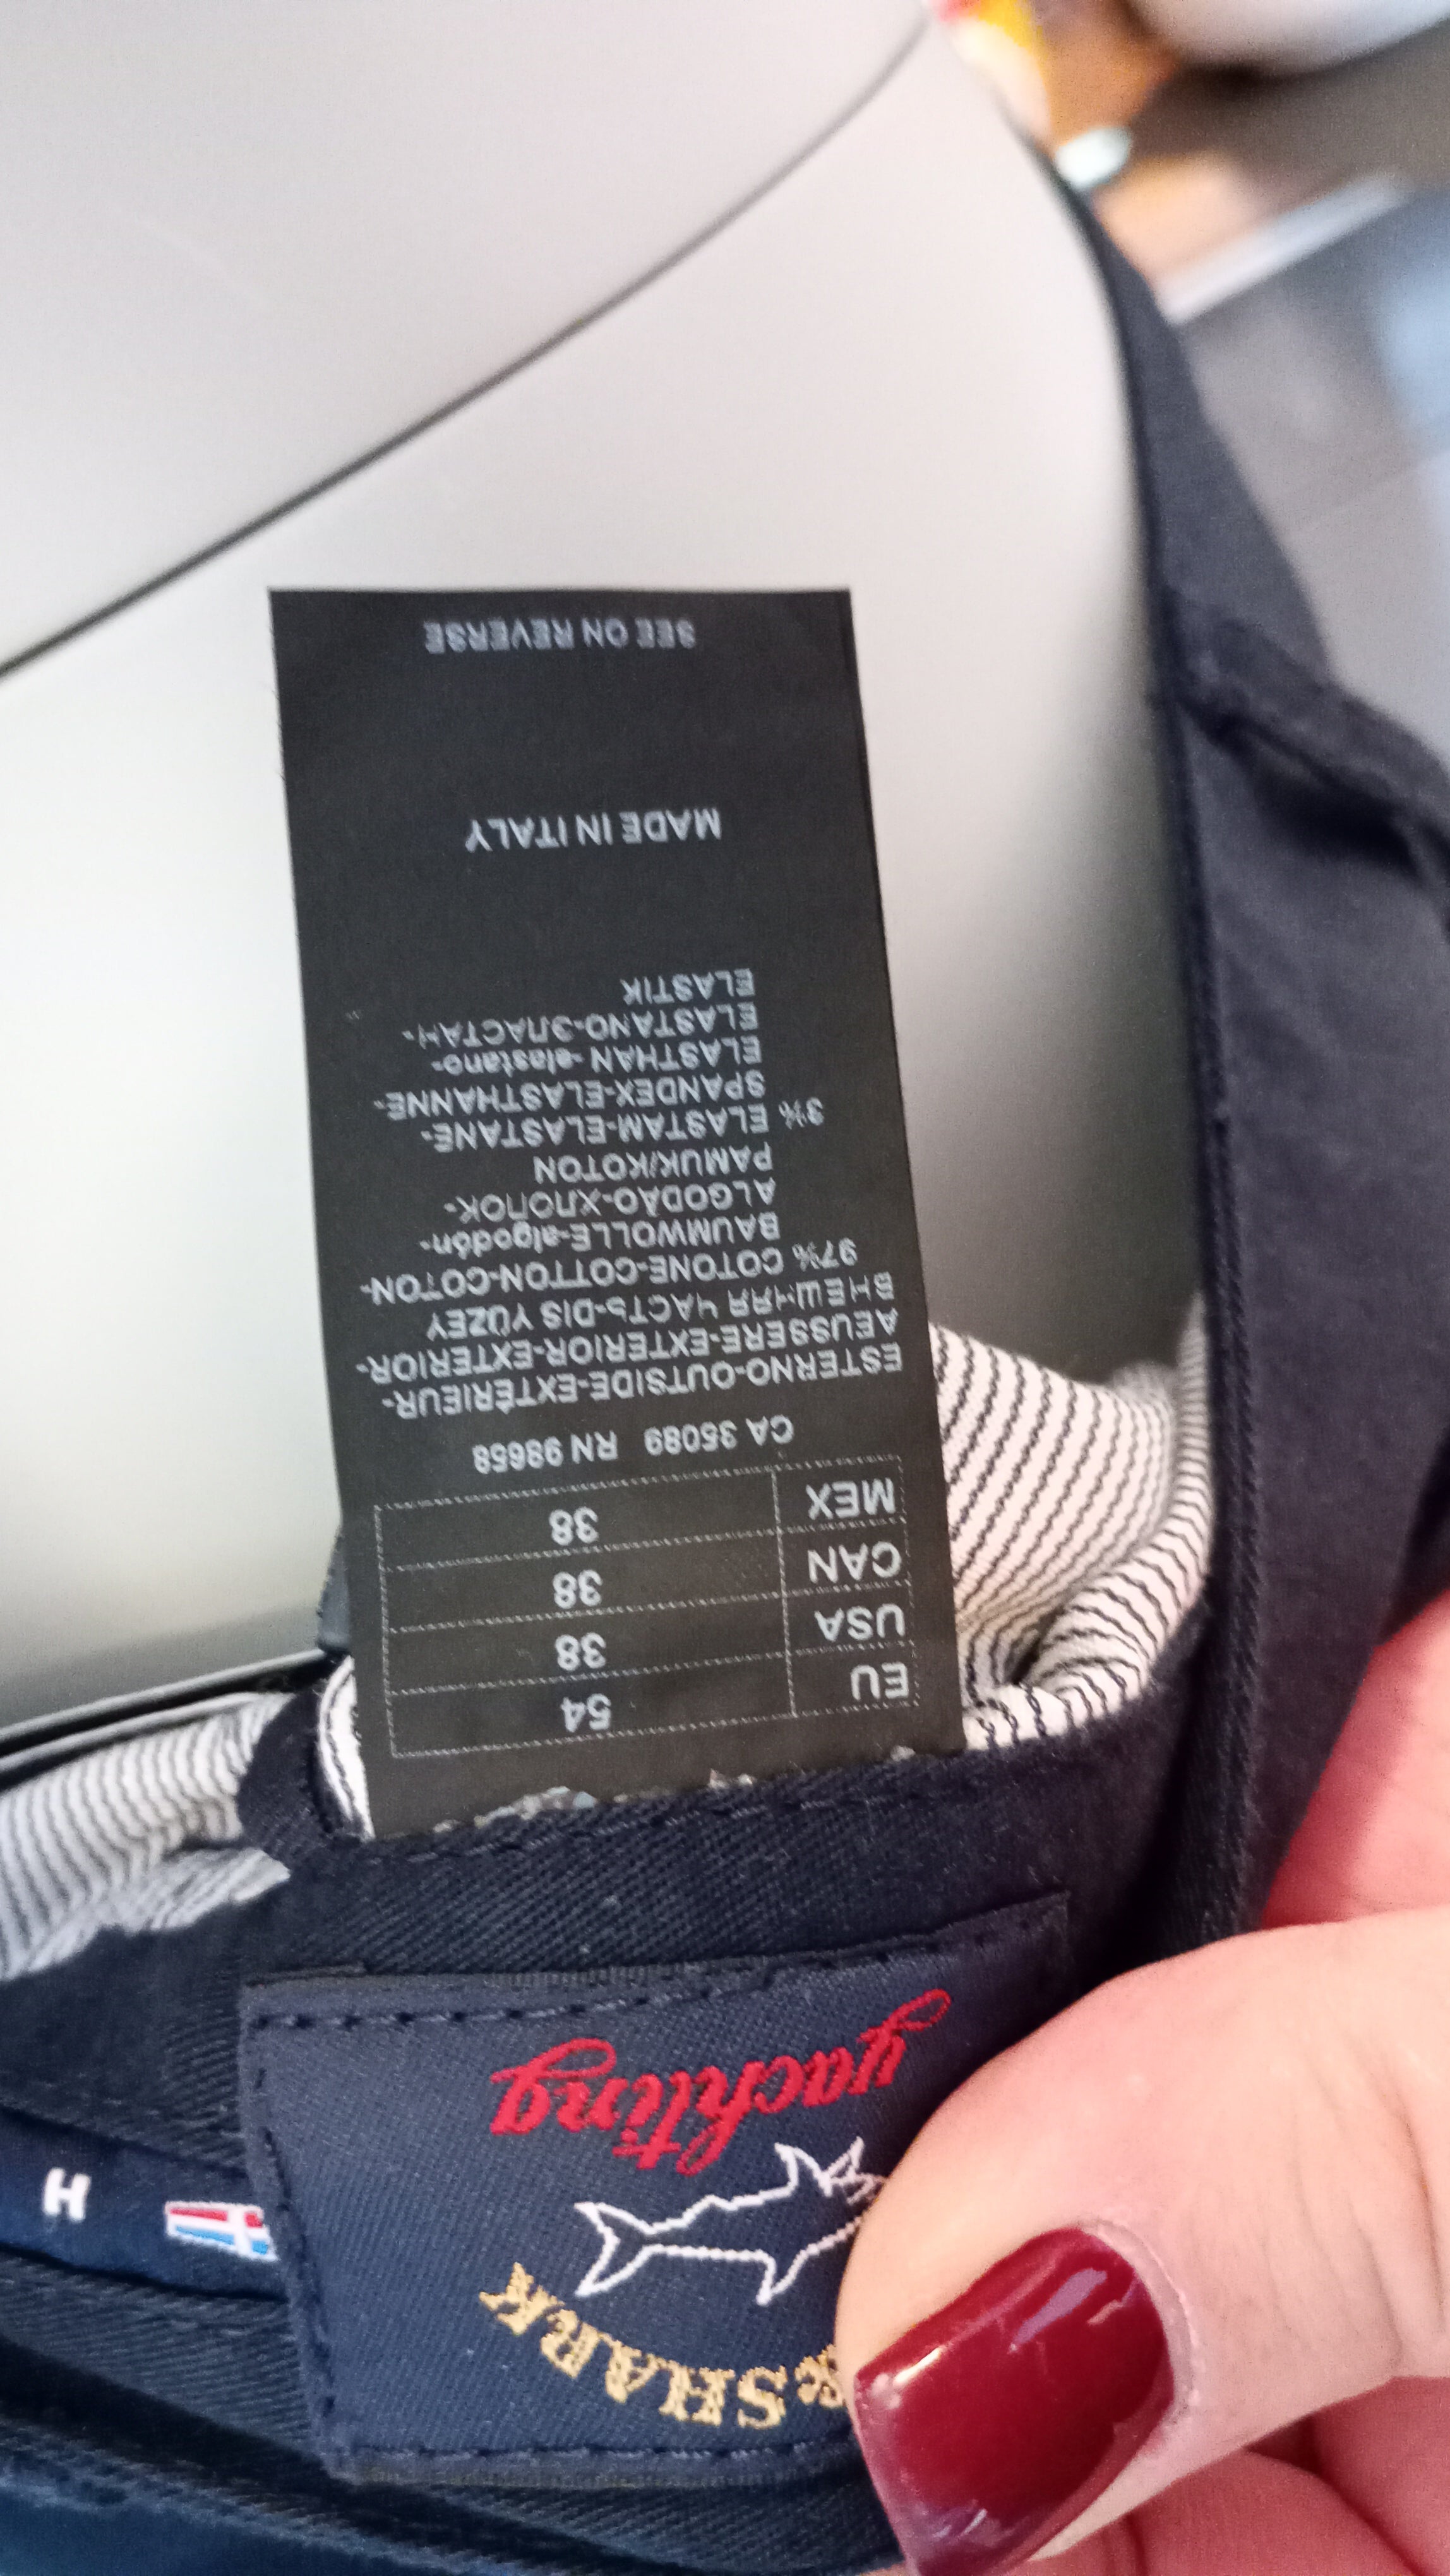 & SHARK
yachting
H
EU 54
USA 38
CAN 38
MEX 38
CA 35089 RN 98658
ESTERNO-OUTSIDE-EXTÉRIEUR-
AEUSSERE-EXTERIOR-EXTERIOR-
ВНЕШНЯЯ ЧАСТЬ-DIS YÜZEY
97% COTONE-COTTON-COTON-
BAUMWOLLE-algodón-
ALGODÃO-ХЛОПОК-
PAMUK/KOTON
3% ELASTAM-ELASTANE-
SPANDEX-ELASTHANNE-
ELASTHAN-elastano-
ELASTANO-ЭЛАСТАН-
ELASTIK
MADE IN ITALY
SEE ON REVERSE